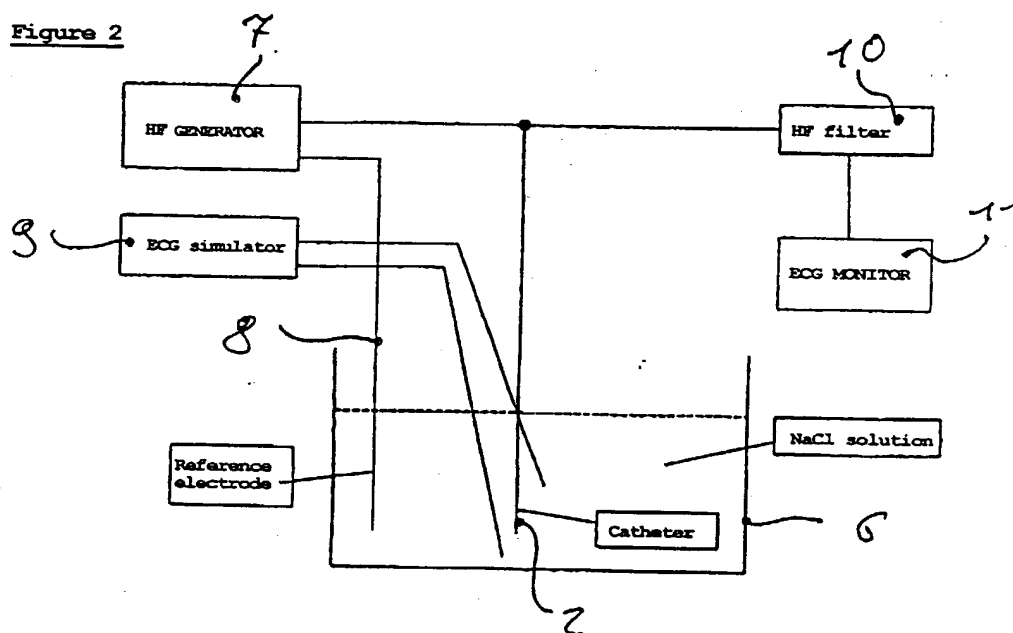 Figure 2
7
10
HF GENERATOR
HF filter
9
ECG simulator
11
ECG MONITOR
8
NaCl solution
Reference
electrode
Catheter
6
2